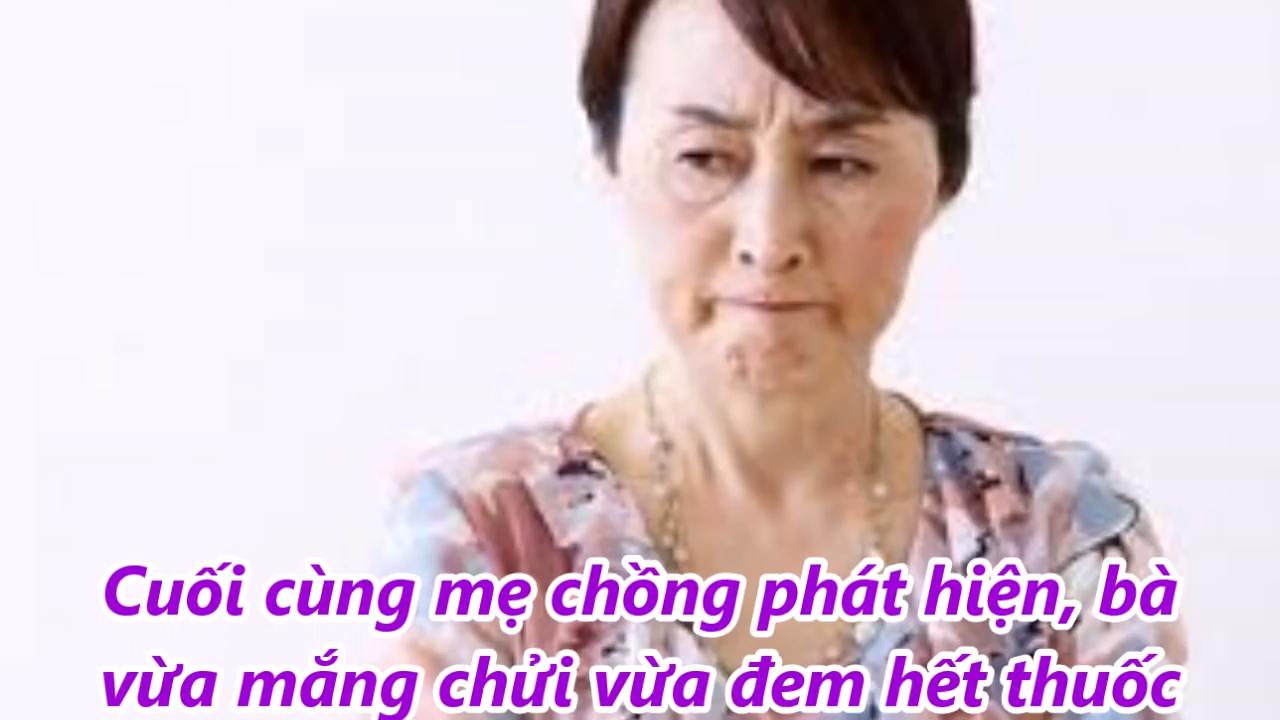 Cuối cùng mẹ chồng phát hiện, bà
vừa mắng chửi vừa đem hết thuốc